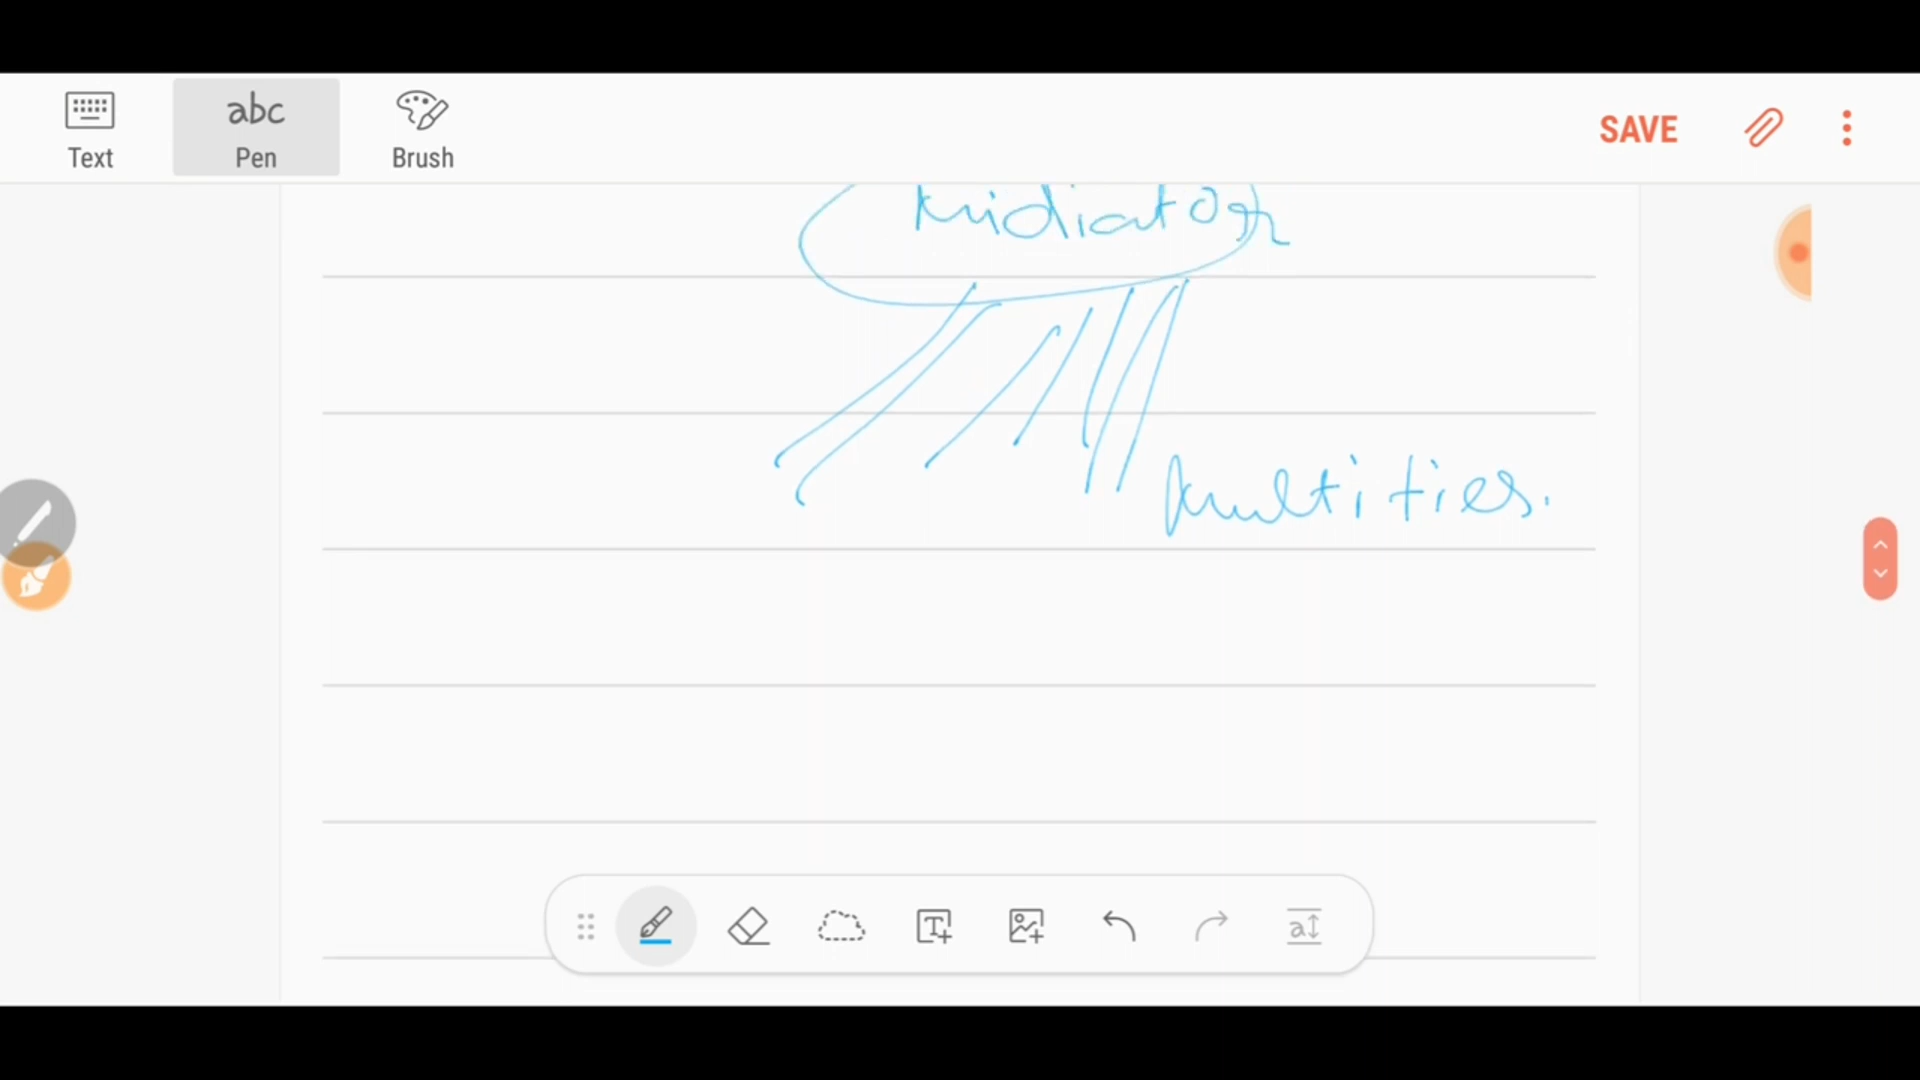 Text
abc
Pen
Brush
SAVE
Midiator
Multities.